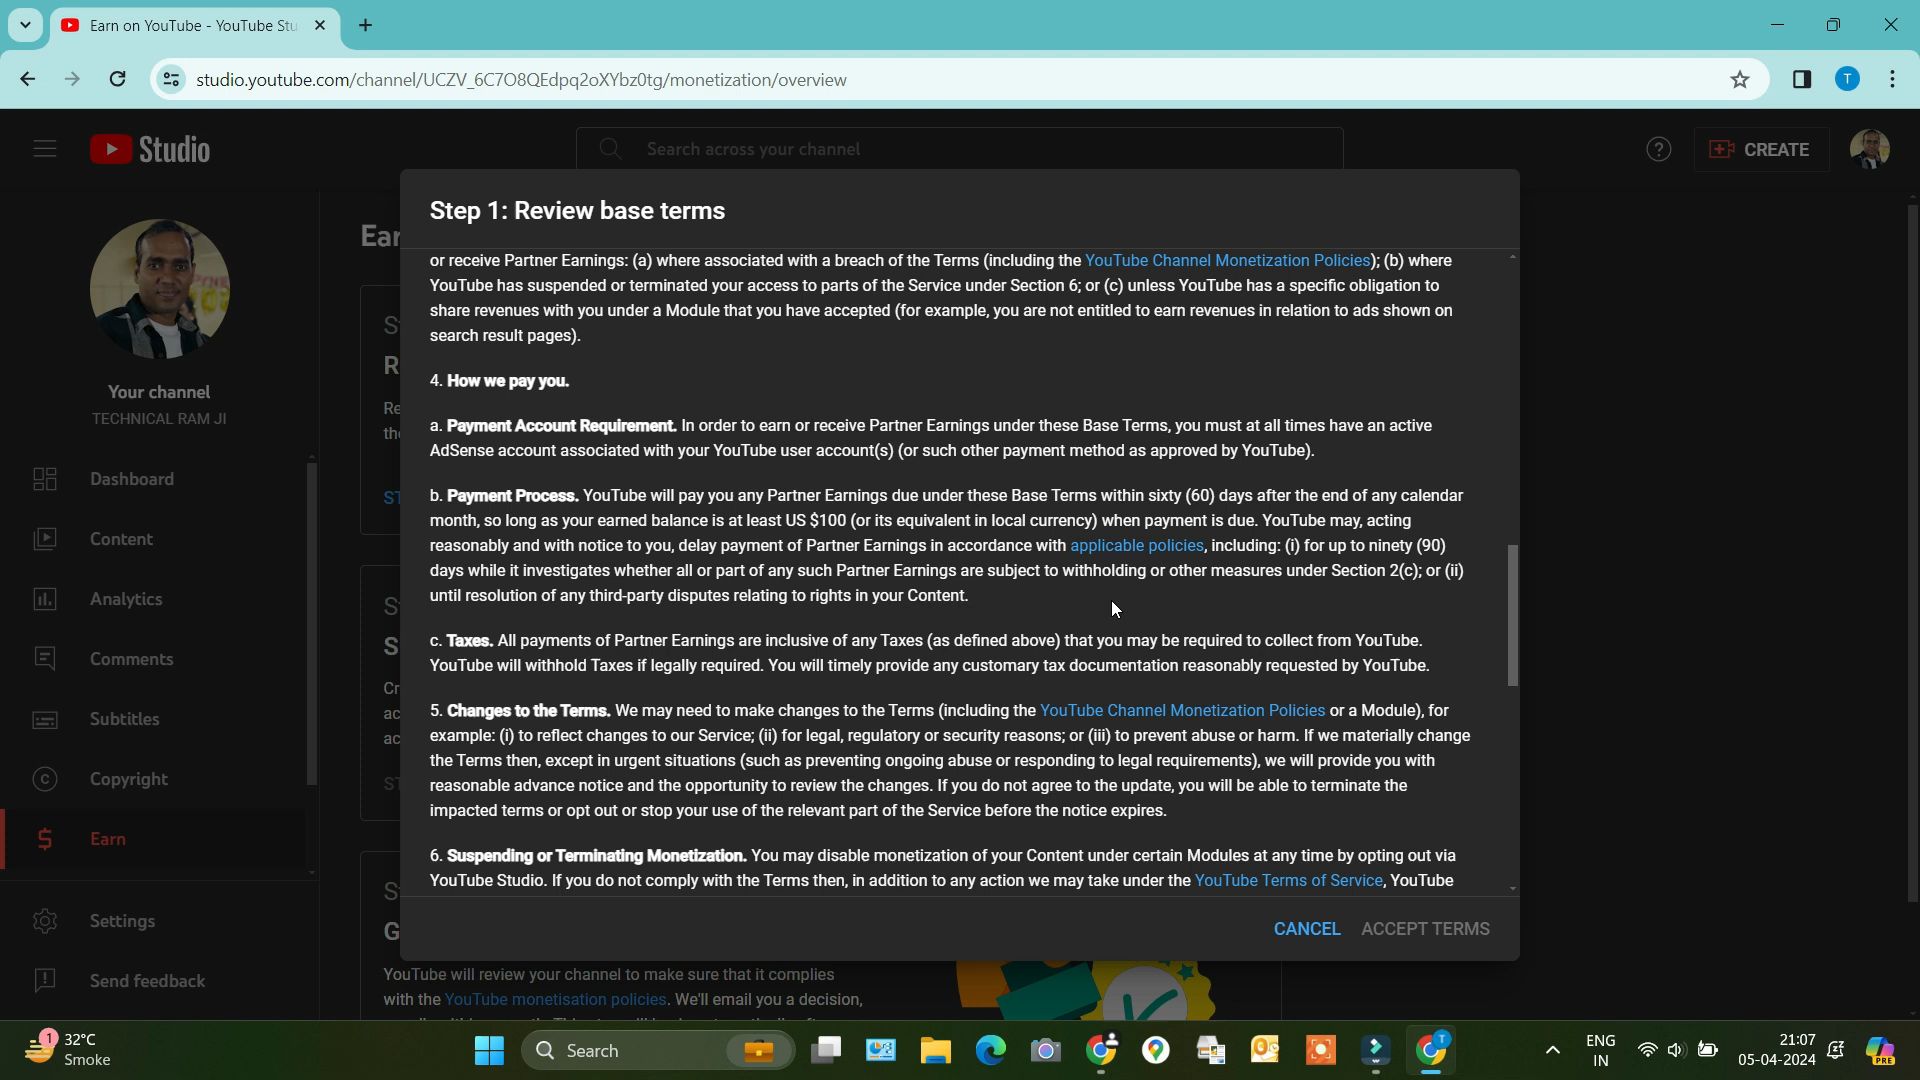 Earn on YouTube - YouTube Stu
studio.youtube.com/channel/UCZV_6C7O8QEdpq2oXYbz0tg/monetization/overview
T
Studio
Search across your channel
CREATE
Your channel
TECHNICAL RAM JI
Dashboard
Content
Analytics
Comments
Subtitles
Copyright
Earn
Settings
Send feedback
Ear
Step 1: Review base terms
or receive Partner Earnings: (a) where associated with a breach of the Terms (including the YouTube Channel Monetization Policies); (b) where
YouTube has suspended or terminated your access to parts of the Service under Section 6; or (c) unless YouTube has a specific obligation to
share revenues with you under a Module that you have accepted (for example, you are not entitled to earn revenues in relation to ads shown on
search result pages).
4. How we pay you.
a. Payment Account Requirement. In order to earn or receive Partner Earnings under these Base Terms, you must at all times have an active
AdSense account associated with your YouTube user account(s) (or such other payment method as approved by YouTube).
b. Payment Process. YouTube will pay you any Partner Earnings due under these Base Terms within sixty (60) days after the end of any calendar
month, so long as your earned balance is at least US $100 (or its equivalent in local currency) when payment is due. YouTube may, acting
reasonably and with notice to you, delay payment of Partner Earnings in accordance with applicable policies, including: (i) for up to ninety (90)
days while it investigates whether all or part of any such Partner Earnings are subject to withholding or other measures under Section 2(c); or (ii)
until resolution of any third-party disputes relating to rights in your Content.
c. Taxes. All payments of Partner Earnings are inclusive of any Taxes (as defined above) that you may be required to collect from YouTube.
YouTube will withhold Taxes if legally required. You will timely provide any customary tax documentation reasonably requested by YouTube.
5. Changes to the Terms. We may need to make changes to the Terms (including the YouTube Channel Monetization Policies or a Module), for
example: (i) to reflect changes to our Service; (ii) for legal, regulatory or security reasons; or (iii) to prevent abuse or harm. If we materially change
the Terms then, except in urgent situations (such as preventing ongoing abuse or responding to legal requirements), we will provide you with
reasonable advance notice and the opportunity to review the changes. If you do not agree to the update, you will be able to terminate the
impacted terms or opt out or stop your use of the relevant part of the Service before the notice expires.
6. Suspending or Terminating Monetization. You may disable monetization of your Content under certain Modules at any time by opting out via
YouTube Studio. If you do not comply with the Terms then, in addition to any action we may take under the YouTube Terms of Service, YouTube
CANCEL ACCEPT TERMS
YouTube will review your channel to make sure that it complies
with the YouTube monetisation policies. We'll email you a decision,
1
32°C
Smoke
Search
T
ENG
IN
21:07
05-04-2024
PRE